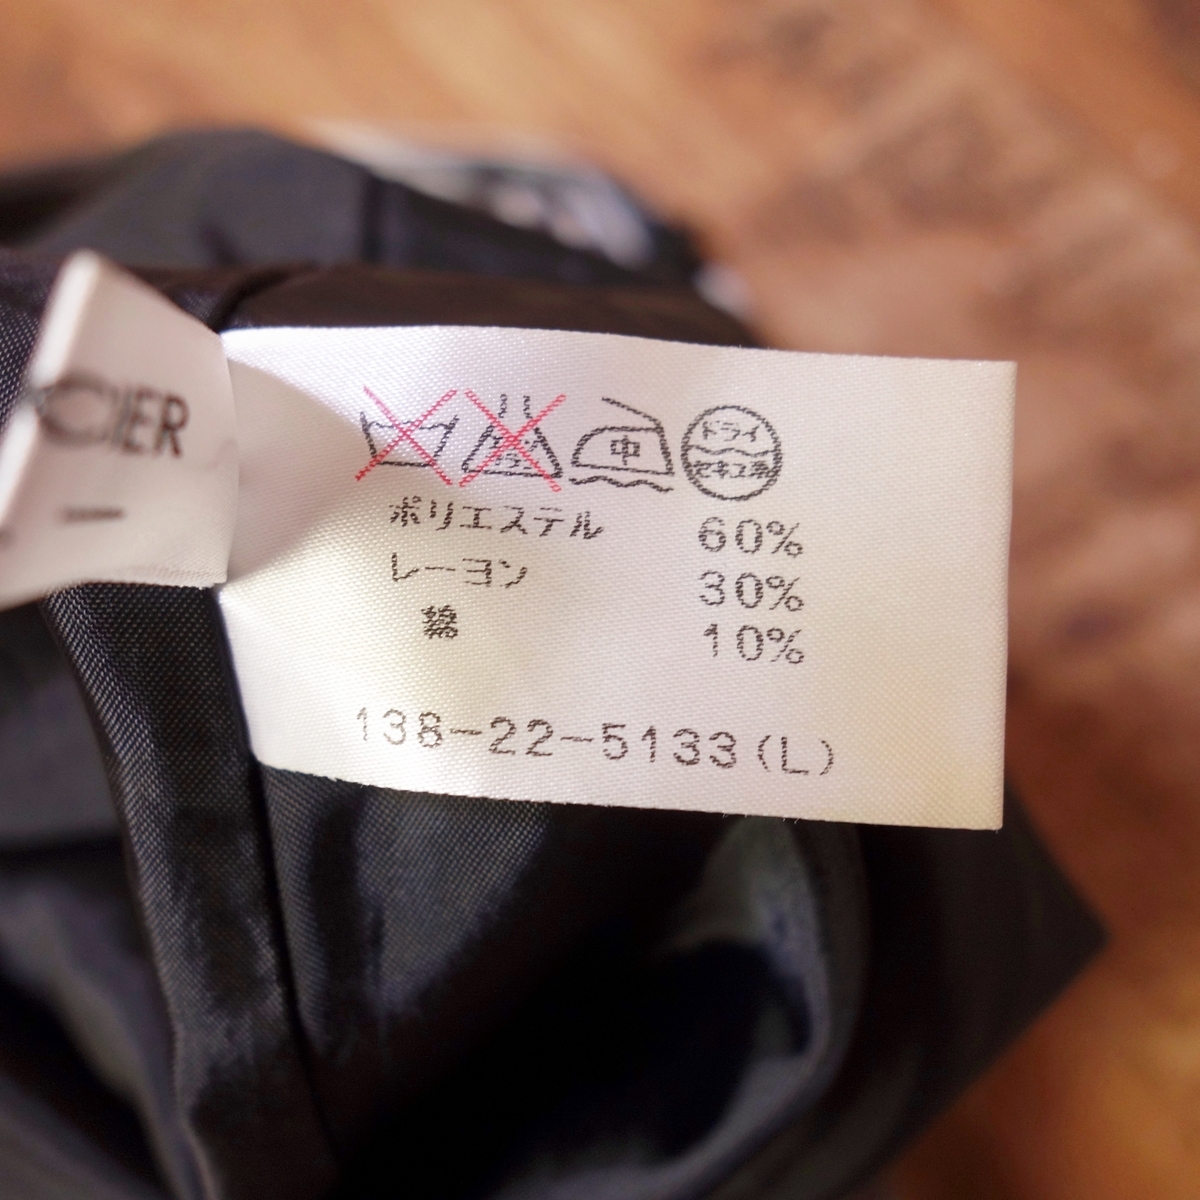 CIER
中
ドライ
セキユ系
ポリエステル 60%
レーヨン 30%
10%
138-22-5133(L)